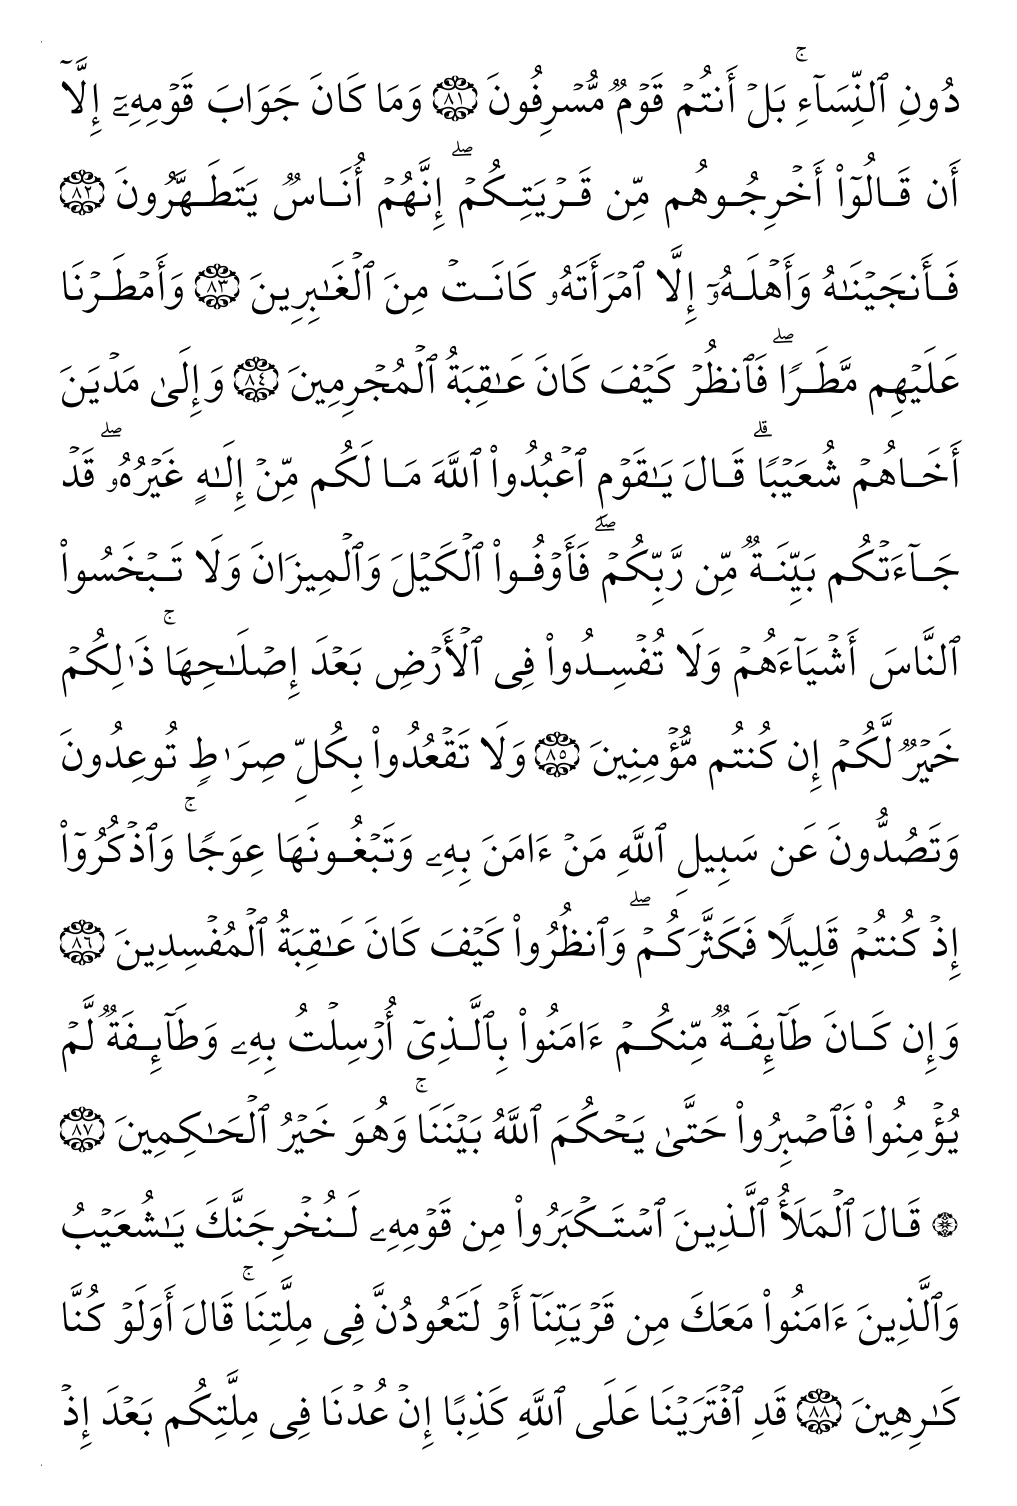 دُونِ ٱلنِّسَآءِۚ بَلۡ أَنتُمۡ قَوۡمٌ مُّسۡرِفُونَ ٨١ وَمَا كَانَ جَوَابَ قَوۡمِهِۦٓ إِلَّآ
أَن قَالُوٓاْ أَخۡرِجُوهُم مِّن قَرۡيَتِكُمۡۖ إِنَّهُمۡ أُنَاسٌ يَتَطَهَّرُونَ ٨٢
فَأَنجَيۡنَٰهُ وَأَهۡلَهُۥٓ إِلَّا ٱمۡرَأَتَهُۥ كَانَتۡ مِنَ ٱلۡغَٰبِرِينَ ٨٣ وَأَمۡطَرۡنَا
عَلَيۡهِم مَّطَرًاۖ فَٱنظُرۡ كَيۡفَ كَانَ عَٰقِبَةُ ٱلۡمُجۡرِمِينَ ٨٤ وَإِلَىٰ مَدۡيَنَ
أَخَاهُمۡ شُعَيۡبًاۗ قَالَ يَٰقَوۡمِ ٱعۡبُدُواْ ٱللَّهَ مَا لَكُم مِّنۡ إِلَٰهٍ غَيۡرُهُۥۖ قَدۡ
جَآءَتۡكُم بَيِّنَةٌ مِّن رَّبِّكُمۡۖ فَأَوۡفُواْ ٱلۡكَيۡلَ وَٱلۡمِيزَانَ وَلَا تَبۡخَسُواْ
ٱلنَّاسَ أَشۡيَآءَهُمۡ وَلَا تُفۡسِدُواْ فِي ٱلۡأَرۡضِ بَعۡدَ إِصۡلَٰحِهَاۚ ذَٰلِكُمۡ
خَيۡرٌ لَّكُمۡ إِن كُنتُم مُّؤۡمِنِينَ ٨٥ وَلَا تَقۡعُدُواْ بِكُلِّ صِرَٰطٍ تُوعِدُونَ
وَتَصُدُّونَ عَن سَبِيلِ ٱللَّهِ مَنۡ ءَامَنَ بِهِۦ وَتَبۡغُونَهَا عِوَجًاۚ وَٱذۡكُرُوٓاْ
إِذۡ كُنتُمۡ قَلِيلًا فَكَثَّرَكُمۡۖ وَٱنظُرُواْ كَيۡفَ كَانَ عَٰقِبَةُ ٱلۡمُفۡسِدِينَ ٨٦
وَإِن كَانَ طَآئِفَةٌ مِّنكُمۡ ءَامَنُواْ بِٱلَّذِيٓ أُرۡسِلۡتُ بِهِۦ وَطَآئِفَةٌ لَّمۡ
يُؤۡمِنُواْ فَٱصۡبِرُواْ حَتَّىٰ يَحۡكُمَ ٱللَّهُ بَيۡنَنَاۚ وَهُوَ خَيۡرُ ٱلۡحَٰكِمِينَ ٨٧
۞ قَالَ ٱلۡمَلَأُ ٱلَّذِينَ ٱسۡتَكۡبَرُواْ مِن قَوۡمِهِۦ لَنُخۡرِجَنَّكَ يَٰشُعَيۡبُ
وَٱلَّذِينَ ءَامَنُواْ مَعَكَ مِن قَرۡيَتِنَآ أَوۡ لَتَعُودُنَّ فِي مِلَّتِنَاۚ قَالَ أَوَلَوۡ كُنَّا
كَٰرِهِينَ ٨٨ قَدِ ٱفۡتَرَيۡنَا عَلَى ٱللَّهِ كَذِبًا إِنۡ عُدۡنَا فِي مِلَّتِكُم بَعۡدَ إِذۡ